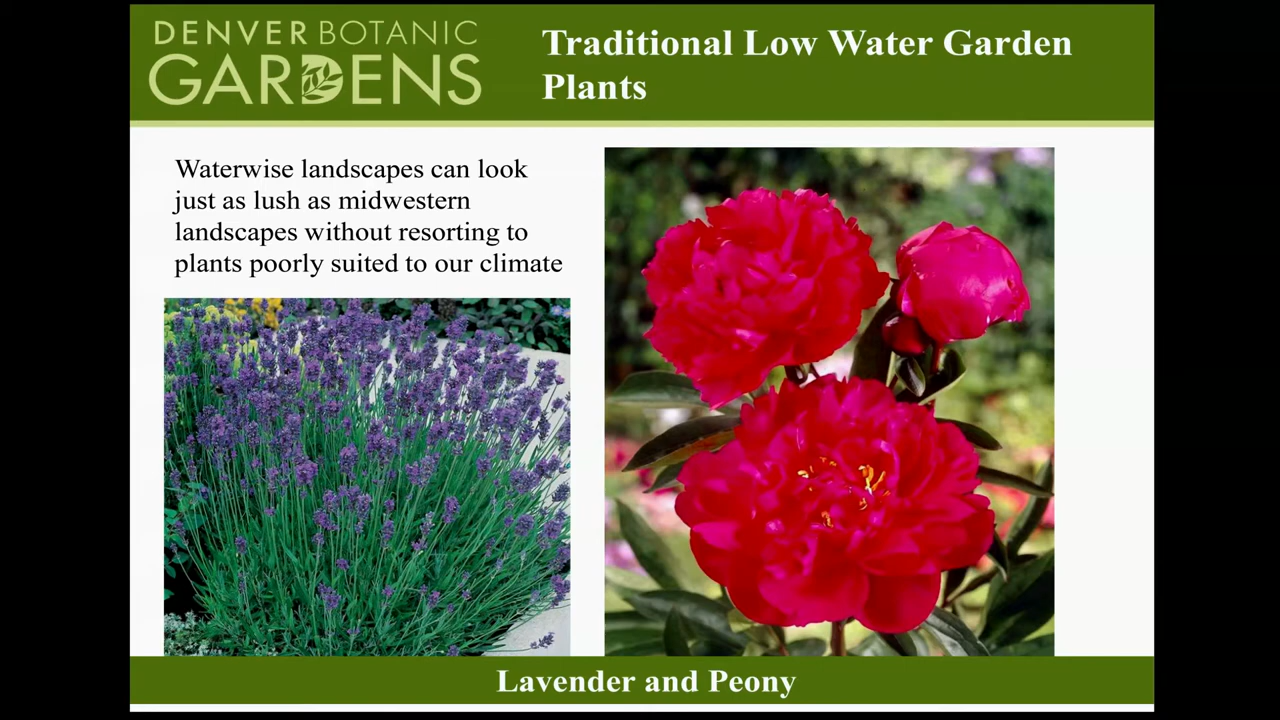 DENVER BOTANIC
GARDENS
Traditional Low Water Garden
Plants
Waterwise landscapes can look
just as lush as midwestern
landscapes without resorting to
plants poorly suited to our climate
Lavender and Peony